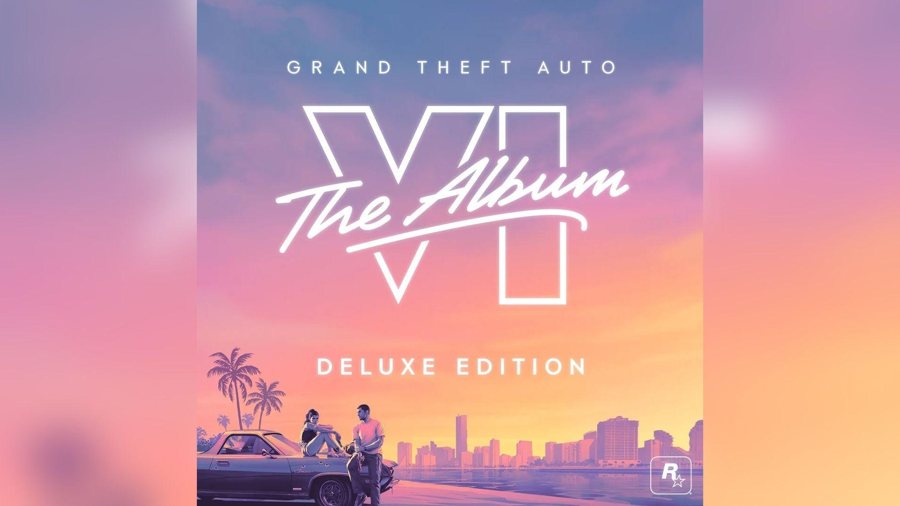 GRAND THEFT AUTO
VI
The Album
DELUXE EDITION
R